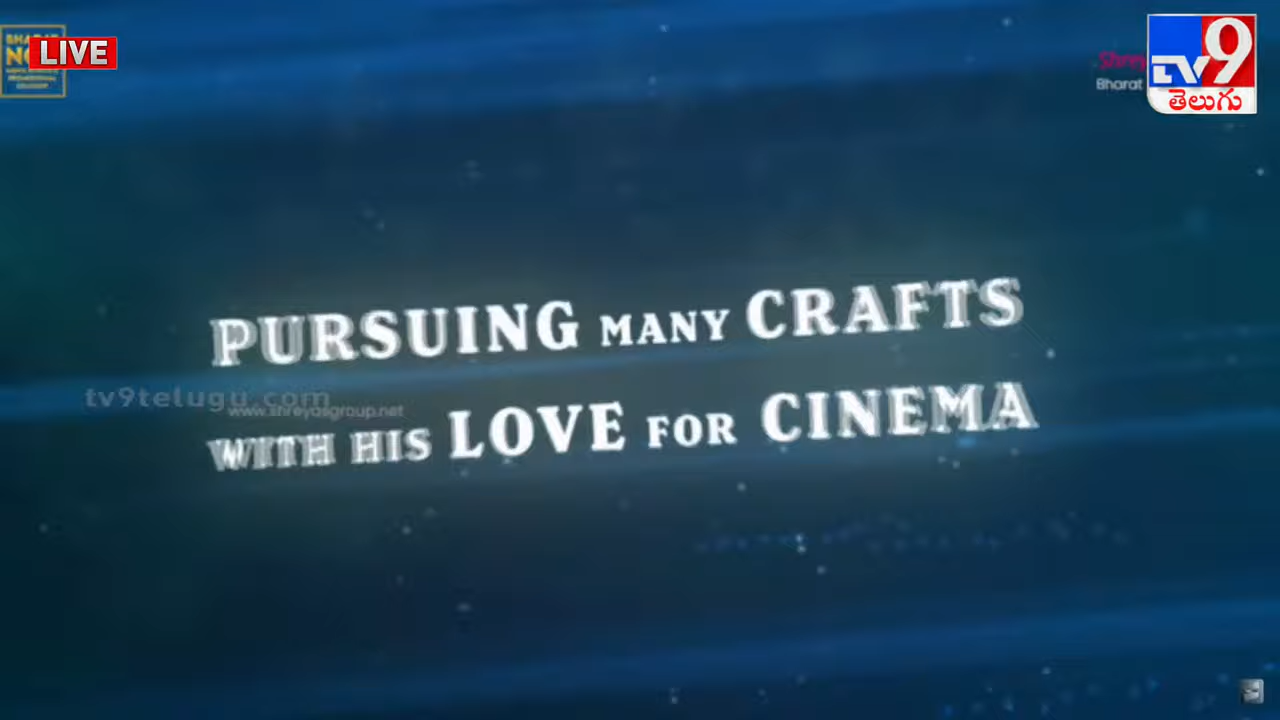 LIVE
TV9
తెలుగు
Bharat
PURSUING MANY CRAFTS
tv9telugu.com
www.shreyasgroup.net
WITH HIS LOVE FOR CINEMA